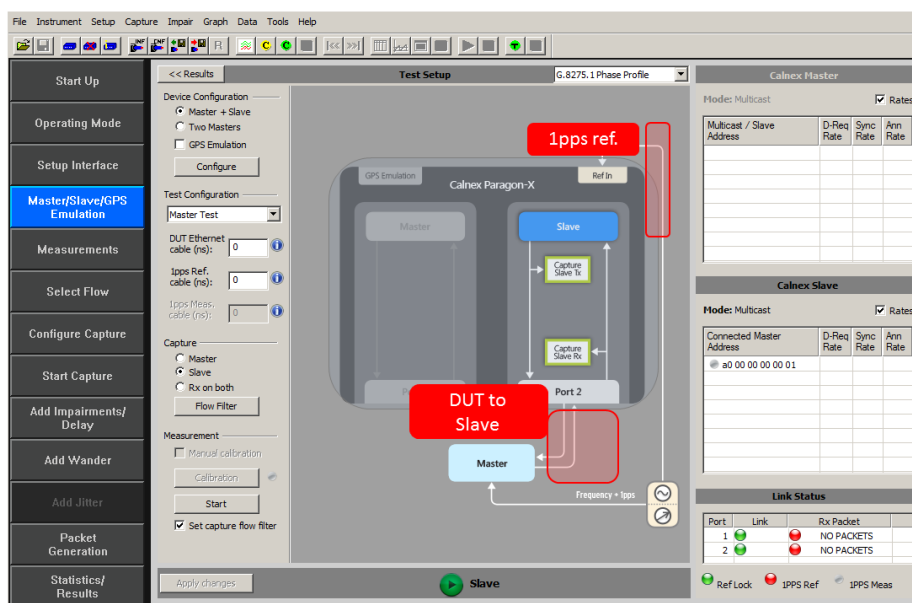 File Instrument Setup Capture Impair Graph Data Tools Help
R
C
C
T
Start Up
Operating Mode
Setup Interface
Master/Slave/GPS
Emulation
Measurements
Select Flow
Configure Capture
Start Capture
Add Impairments/
Delay
Add Wander
Add Jitter
Packet
Generation
Statistics/
Results
<< Results
Test Setup
G.8275.1 Phase Profile
Device Configuration
Master + Slave
Two Masters
GPS Emulation
Configure
Test Configuration
Master Test
DUT Ethernet
cable (ns): 0
1pps Ref.
cable (ns): 0
1pps Meas.
cable (ns): 0
Capture
Master
Slave
Rx on both
Flow Filter
Measurement
Manual calibration
Calibration
Start
Set capture flow filter
Apply changes
1pps ref.
GPS Emulation
Ref In
Calnex Paragon-X
Master
Slave
Capture
Slave Tx
Capture
Slave Rx
Port 2
DUT to
Slave
Master
Frequency + 1pps
Slave
Calnex Master
Mode: Multicast
Rates
Multicast / Slave
Address
D-Req
Rate
Sync
Rate
Ann
Rate
Calnex Slave
Mode: Multicast
Rates
Connected Master
Address
D-Req
Rate
Sync
Rate
Ann
Rate
a0 00 00 00 00 01
Link Status
Port Link Rx Packet
1 NO PACKETS
2 NO PACKETS
Ref Lock 1PPS Ref 1PPS Meas